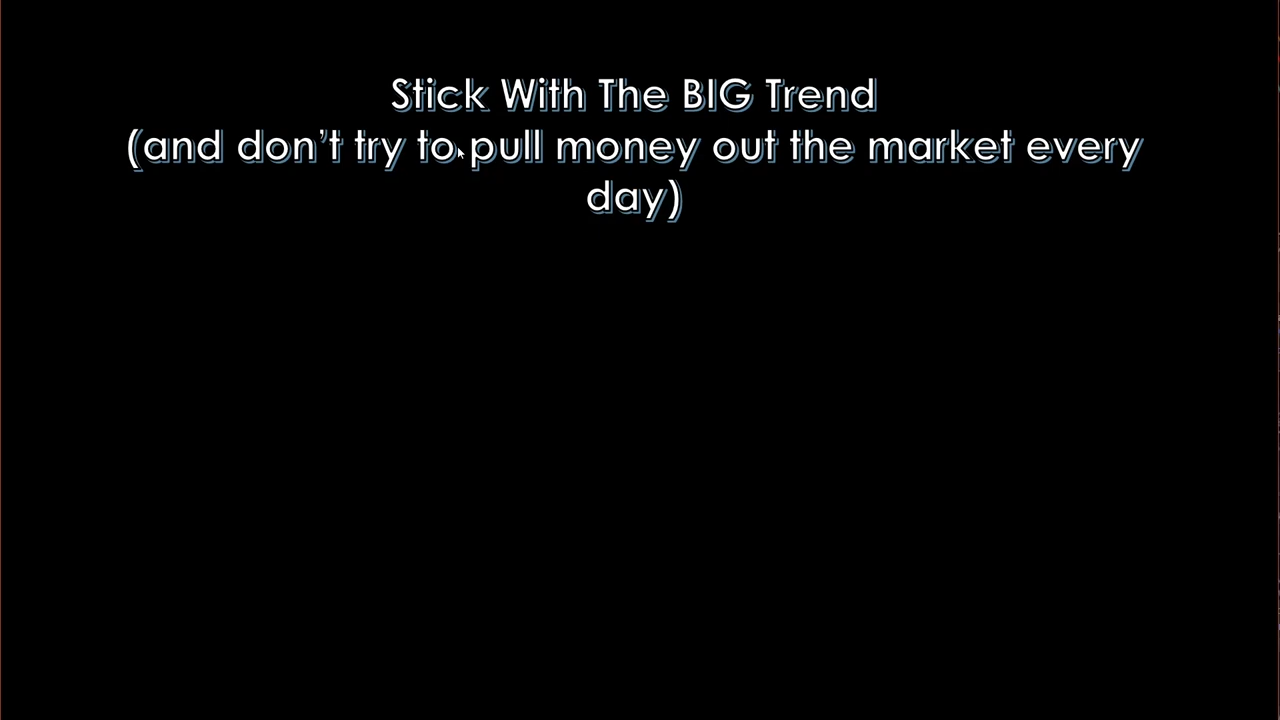 Stick With The BIG Trend
(and don’t try to pull money out the market every
day)